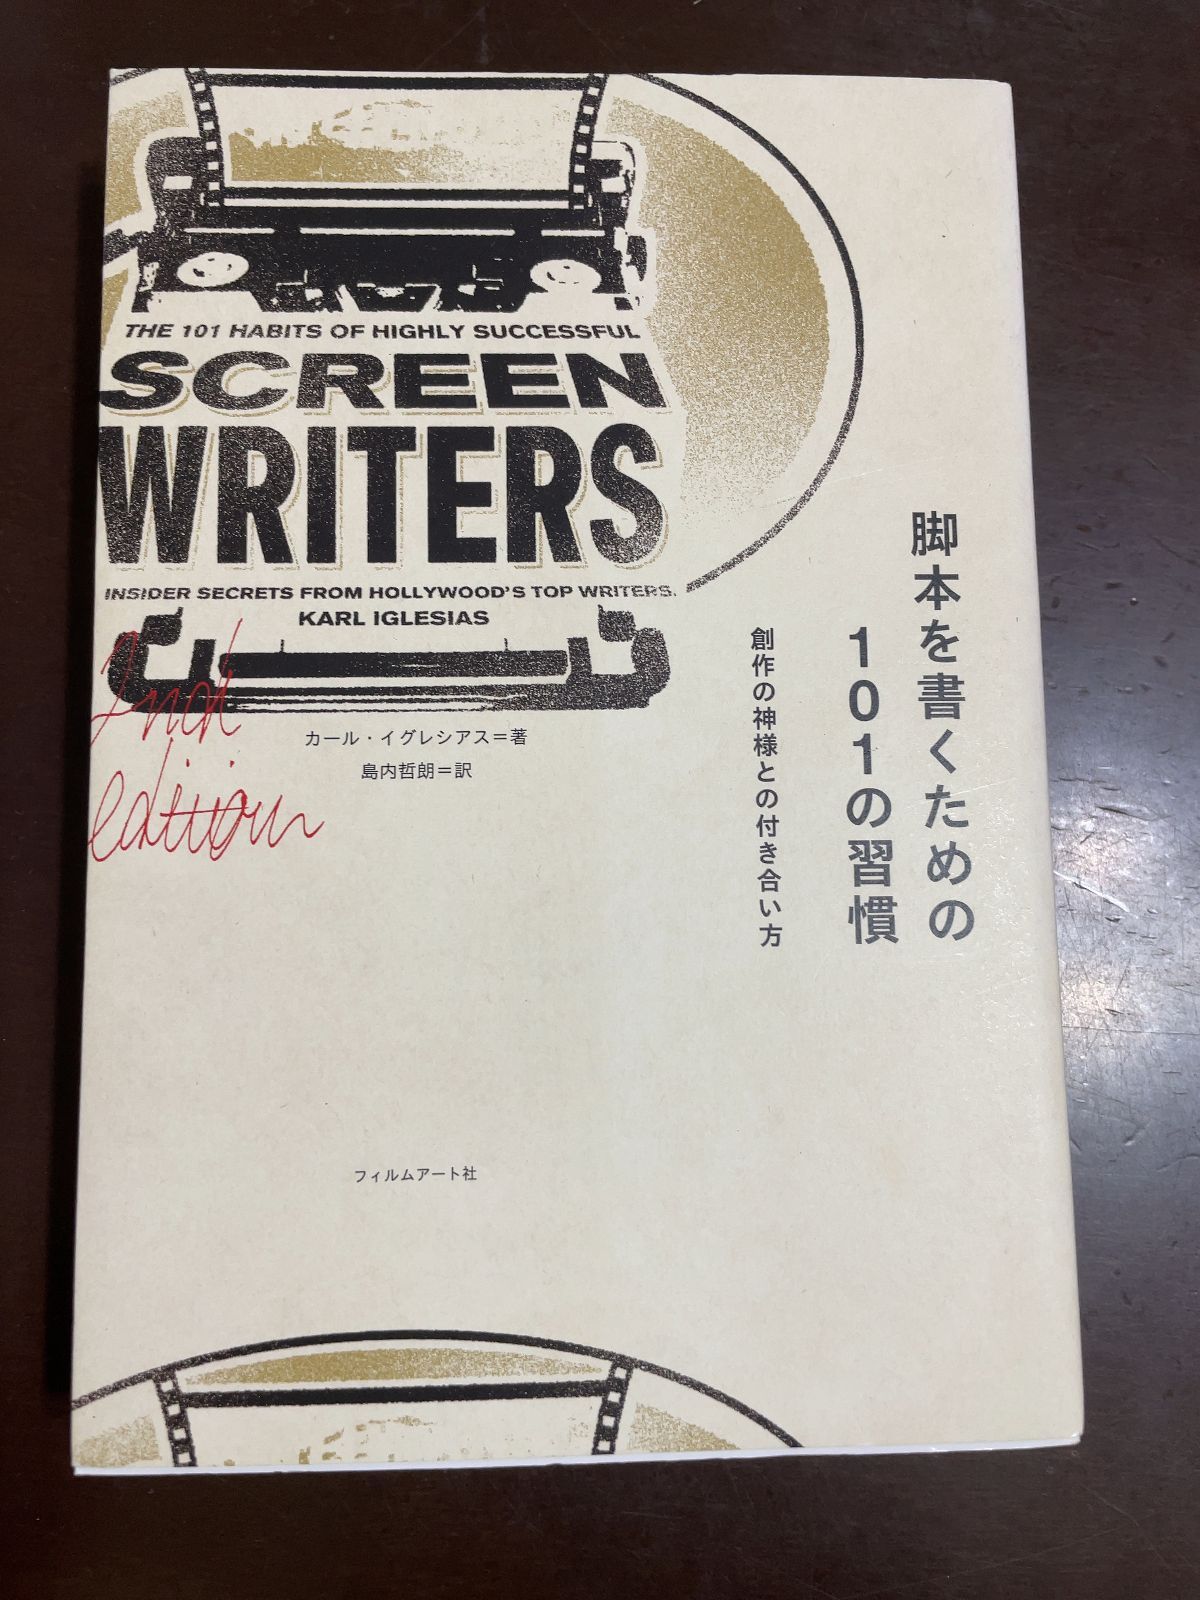 THE 101 HABITS OF HIGHLY SUCCESSFUL
SCREEN
WRITERS
INSIDER SECRETS FROM HOLLYWOOD'S TOP WRITERS.
KARL IGLESIAS
2nd
edition
カール・イグレシアス＝著
島内哲朗＝訳
脚本を書くための
101の習慣
創作の神様との付き合い方
フィルムアート社